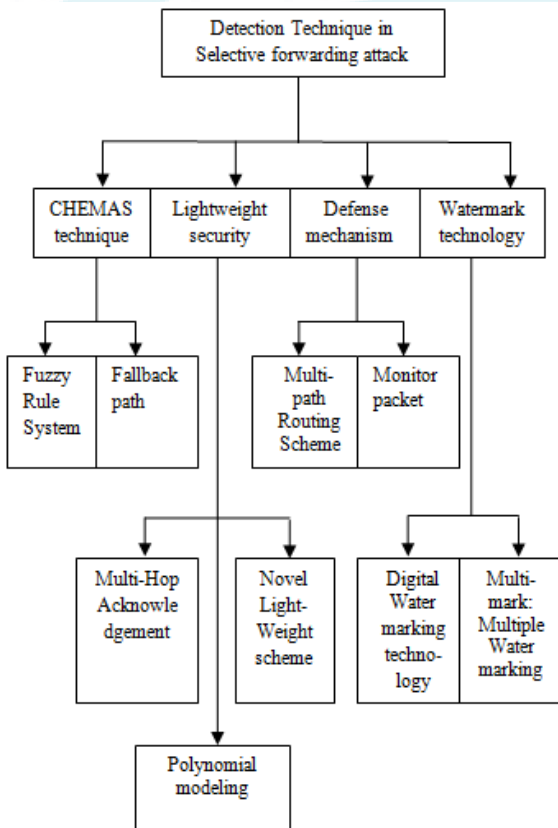 Detection Technique in
Selective forwarding attack
CHEMAS
technique
Lightweight
security
Defense
mechanism
Watermark
technology
Fuzzy
Rule
System
Fallback
path
Multi-
path
Routing
Scheme
Monitor
packet
Multi-Hop
Acknowle
dgement
Novel
Light-
Weight
scheme
Digital
Water
marking
techno-
logy
Multi-
mark:
Multiple
Water
marking
Polynomial
modeling